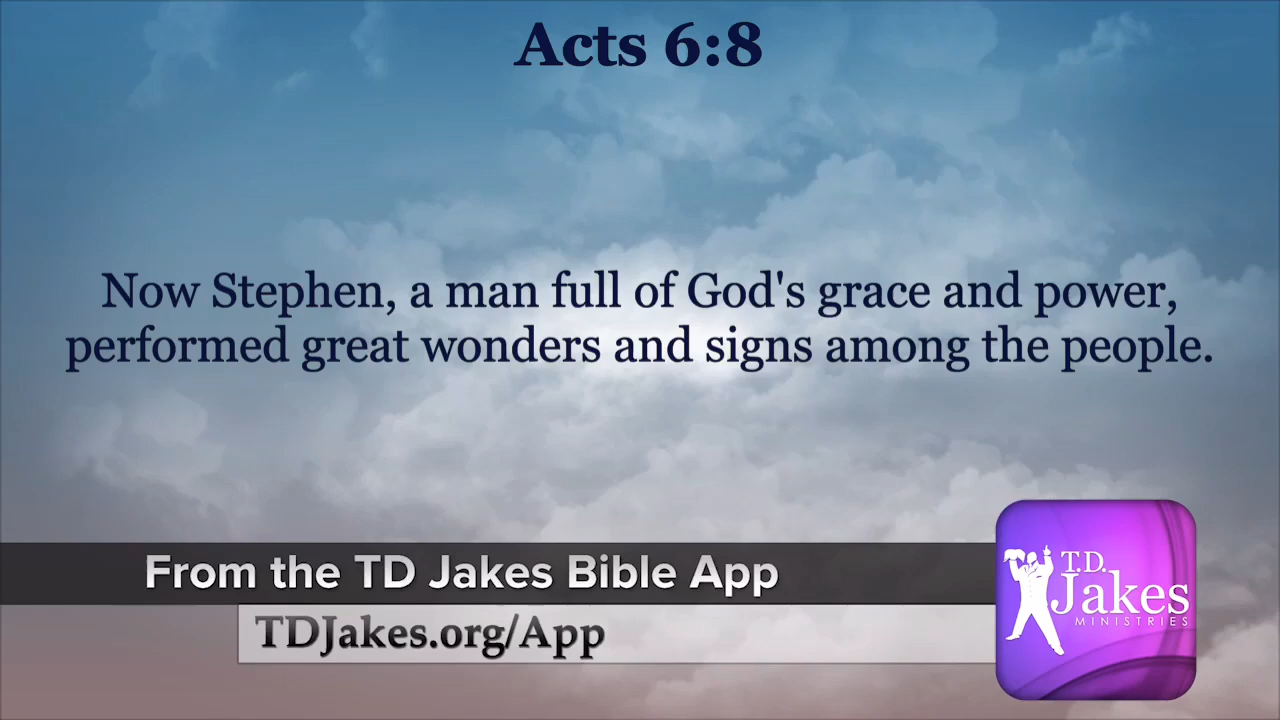 Acts 6:8
Now Stephen, a man full of God's grace and power,
performed great wonders and signs among the people.
From the TD Jakes Bible App
TDJakes.org/App
T.D.
Jakes
MINISTRIES